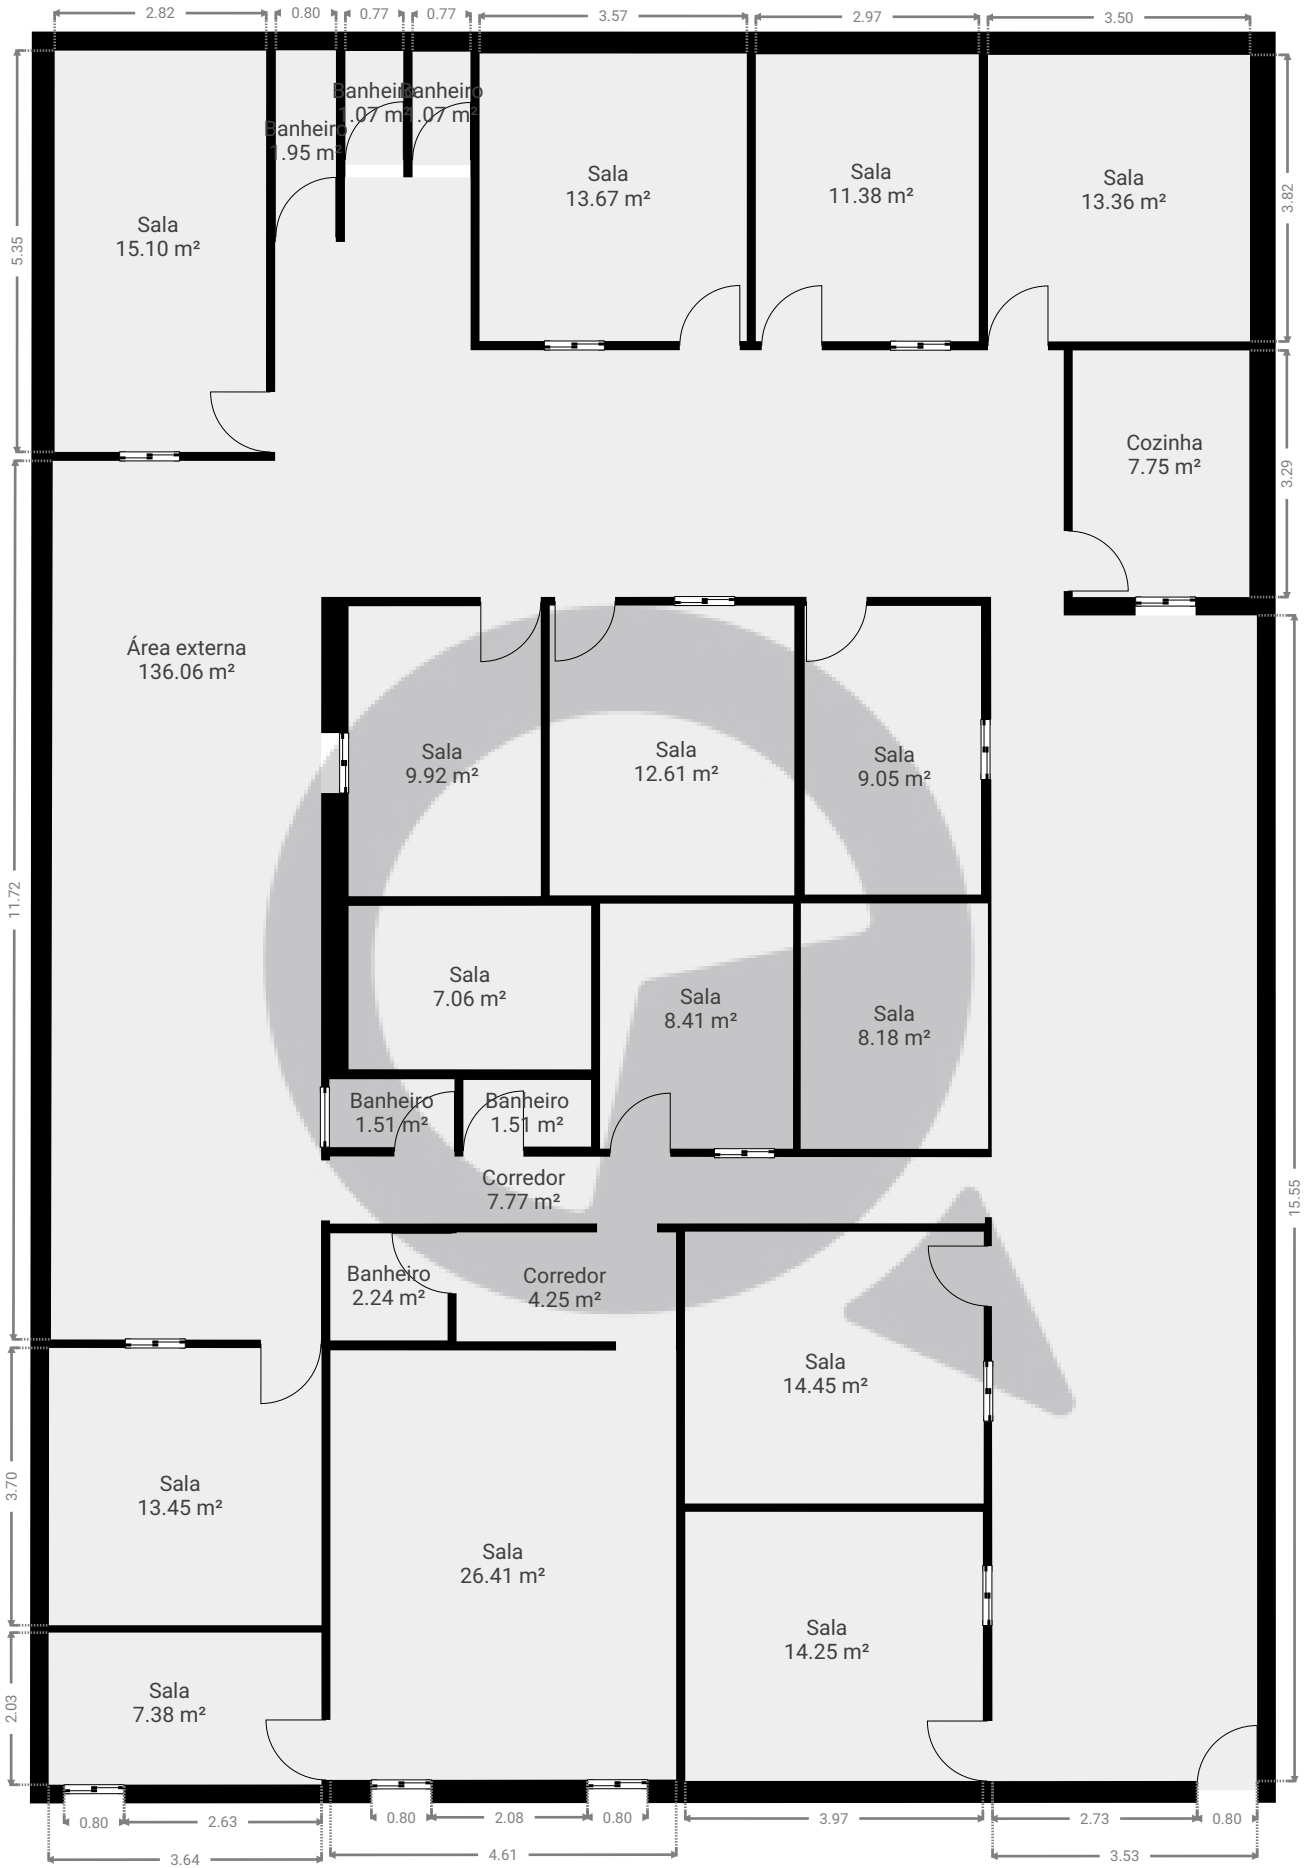 2.82
0.80
0.77
0.77
3.57
2.97
3.50
Banheiro
1.07 m²
Banheiro
1.07 m²
Banheiro
1.95 m²
Sala
13.67 m²
Sala
11.38 m²
Sala
13.36 m²
3.82
Sala
15.10 m²
5.35
Cozinha
7.75 m²
3.29
Área externa
136.06 m²
Sala
9.92 m²
Sala
12.61 m²
Sala
9.05 m²
11.72
Sala
7.06 m²
Sala
8.41 m²
Sala
8.18 m²
Banheiro
1.51 m²
Banheiro
1.51 m²
Corredor
7.77 m²
15.55
Banheiro
2.24 m²
Corredor
4.25 m²
Sala
14.45 m²
3.70
Sala
13.45 m²
Sala
26.41 m²
Sala
14.25 m²
2.03
Sala
7.38 m²
0.80
2.63
0.80
2.08
0.80
3.97
2.73
0.80
3.64
4.61
3.53